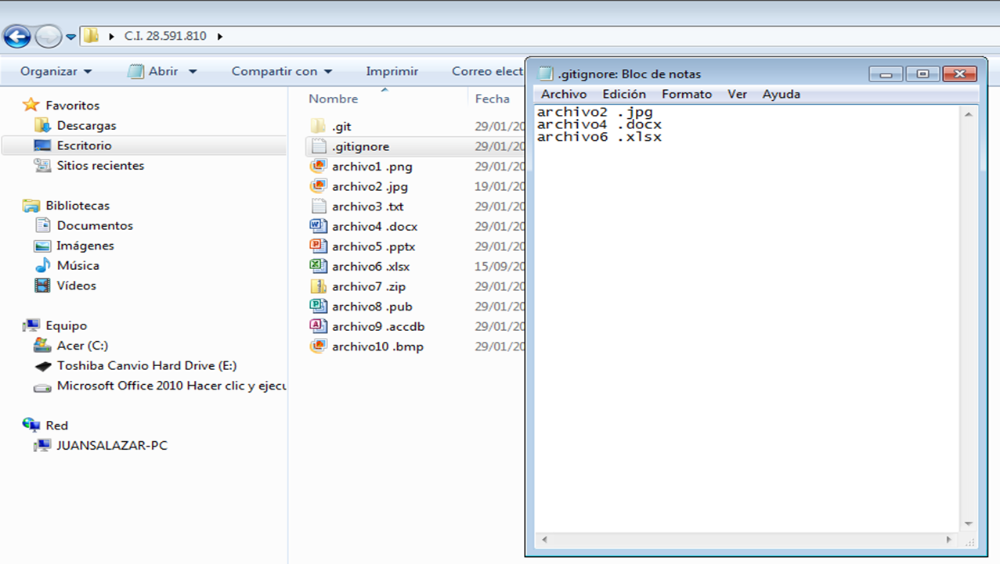 C.I. 28.591.810
Organizar
Abrir
Compartir con
Imprimir
Correo elect
Favoritos
Descargas
Escritorio
Sitios recientes
Bibliotecas
Documentos
Imágenes
Música
Vídeos
Equipo
Acer (C:)
Toshiba Canvio Hard Drive (E:)
Microsoft Office 2010 Hacer clic y ejecu
Red
JUANSALAZAR-PC
Nombre Fecha
.git 29/01/20
.gitignore 29/01/20
archivo1 .png 29/01/20
archivo2 .jpg 19/01/20
archivo3 .txt 29/01/20
archivo4 .docx 29/01/20
archivo5 .pptx 29/01/20
archivo6 .xlsx 15/09/20
archivo7 .zip 29/01/20
archivo8 .pub 29/01/20
archivo9 .accdb 29/01/20
archivo10 .bmp 29/01/20
.gitignore: Bloc de notas
Archivo Edición Formato Ver Ayuda
archivo2 .jpg
archivo4 .docx
archivo6 .xlsx